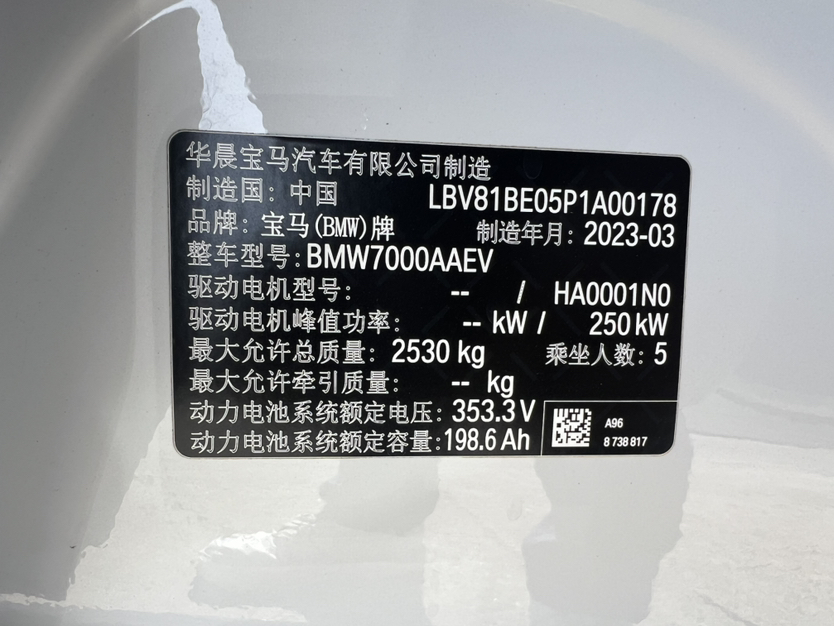 华晨宝马汽车有限公司制造
制造国：中国 LBV81BE05P1A00178
品牌：宝马(BMW)牌 制造年月：2023-03
整车型号：BMW7000AAEV
驱动电机型号： -- / HA0001N0
驱动电机峰值功率： -- kW / 250 kW
最大允许总质量：2530 kg 乘坐人数：5
最大允许牵引质量： -- kg
动力电池系统额定电压：353.3 V
动力电池系统额定容量：198.6 Ah
A96
8 738 817